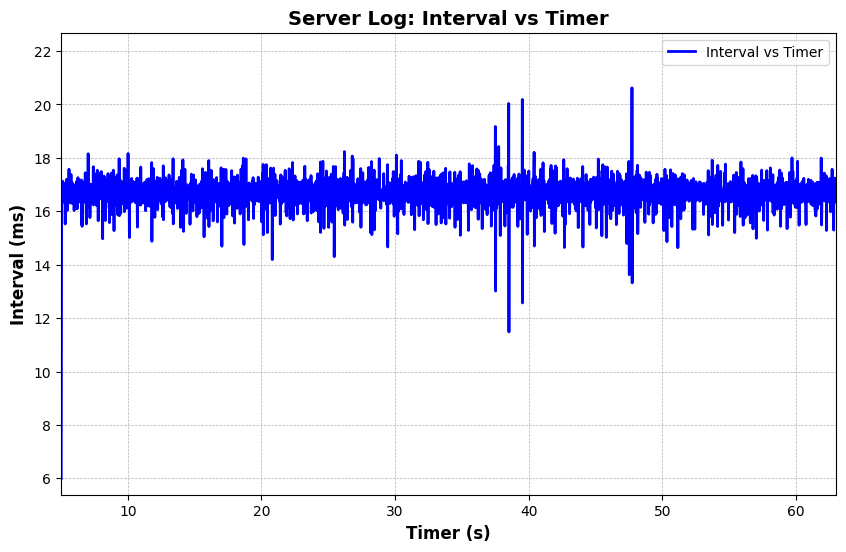 Server Log: Interval vs Timer
Interval vs Timer
22
20
18
16
14
12
10
8
6
Interval (ms)
10 20 30 40 50 60
Timer (s)